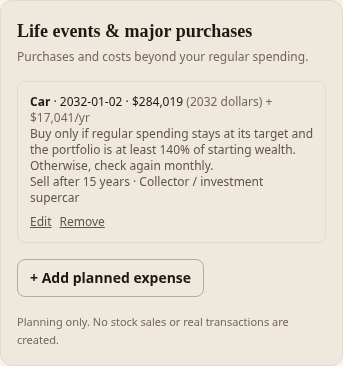 Life events & major purchases
Purchases and costs beyond your regular spending.
Car · 2032-01-02 · $284,019 (2032 dollars) +
$17,041/yr
Buy only if regular spending stays at its target and
the portfolio is at least 140% of starting wealth.
Otherwise, check again monthly.
Sell after 15 years · Collector / investment
supercar
Edit Remove
+ Add planned expense
Planning only. No stock sales or real transactions are
created.